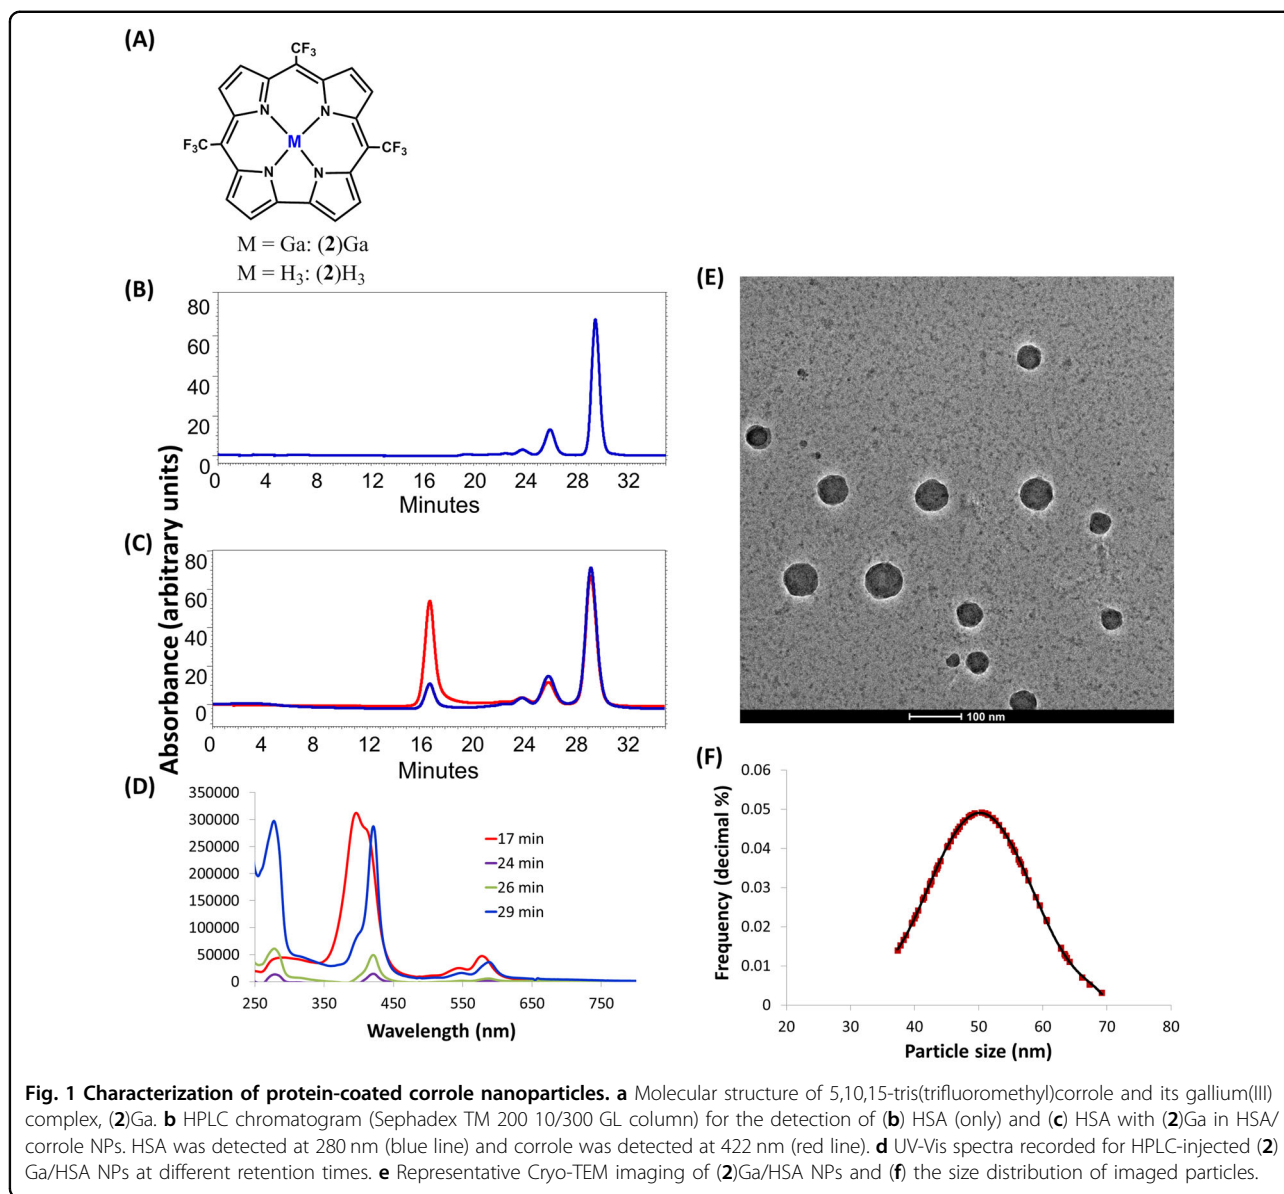 (A)
CF3
N N
M
F3C CF3
N N
M = Ga: (2)Ga
M = H3: (2)H3
(B)
80
60
40
20
0
0 4 8 12 16 20 24 28 32
Minutes
(C)
80
60
40
20
0
0 4 8 12 16 20 24 28 32
Minutes
Absorbance (arbitrary units)
(D)
350000
300000
250000
200000
150000
100000
50000
0
250 350 450 550 650 750
Wavelength (nm)
17 min
24 min
26 min
29 min
(E)
100 nm
(F)
0.06
0.05
0.04
0.03
0.02
0.01
0
20 30 40 50 60 70 80
Frequency (decimal %)
Particle size (nm)
Fig. 1 Characterization of protein-coated corrole nanoparticles. a Molecular structure of 5,10,15-tris(trifluoromethyl)corrole and its gallium(III)
complex, (2)Ga. b HPLC chromatogram (Sephadex TM 200 10/300 GL column) for the detection of (b) HSA (only) and (c) HSA with (2)Ga in HSA/
corrole NPs. HSA was detected at 280 nm (blue line) and corrole was detected at 422 nm (red line). d UV-Vis spectra recorded for HPLC-injected (2)
Ga/HSA NPs at different retention times. e Representative Cryo-TEM imaging of (2)Ga/HSA NPs and (f) the size distribution of imaged particles.